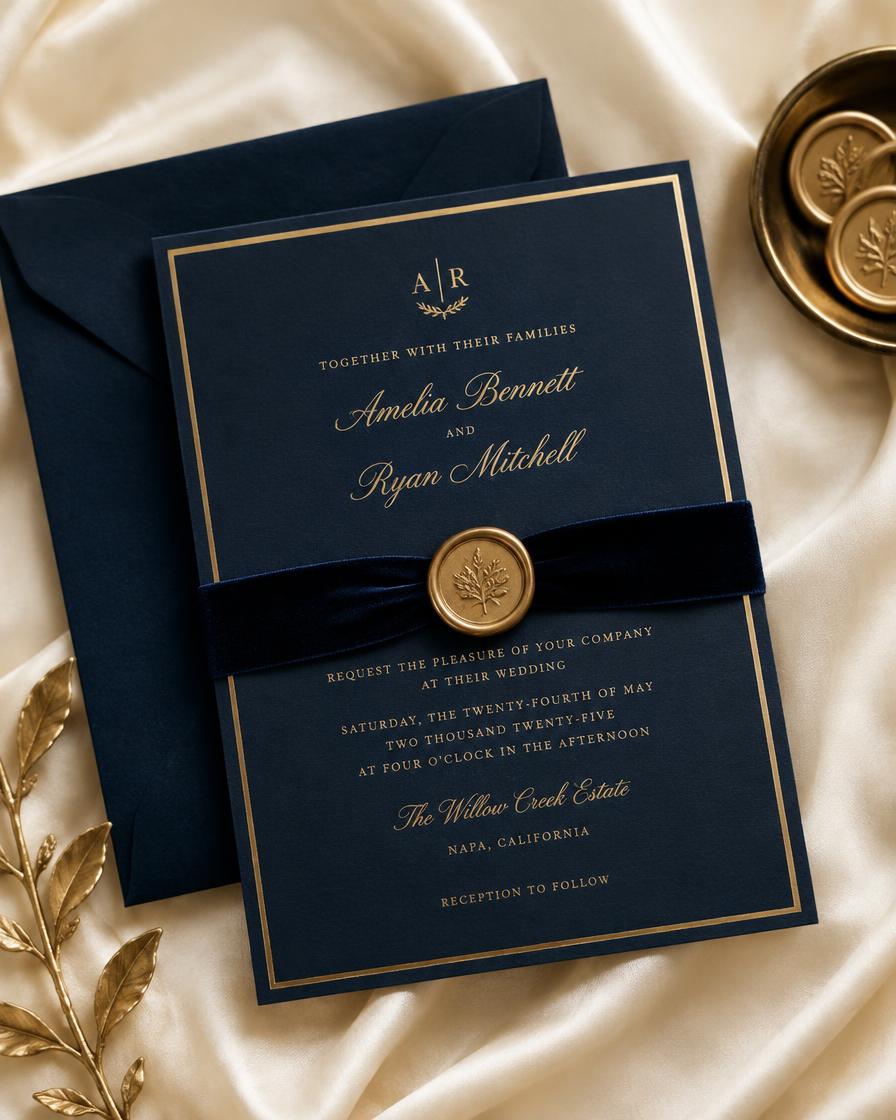 A | R
TOGETHER WITH THEIR FAMILIES
Amelia Bennett
AND
Ryan Mitchell
REQUEST THE PLEASURE OF YOUR COMPANY
AT THEIR WEDDING
SATURDAY, THE TWENTY-FOURTH OF MAY
TWO THOUSAND TWENTY-FIVE
AT FOUR O'CLOCK IN THE AFTERNOON
The Willow Creek Estate
NAPA, CALIFORNIA
RECEPTION TO FOLLOW